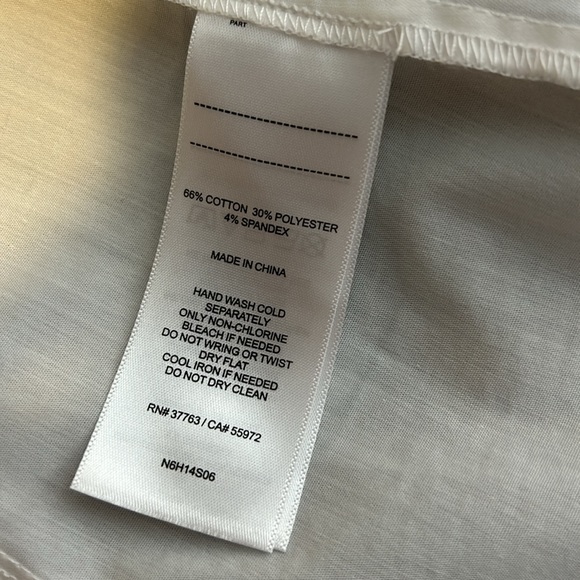 PART
66% COTTON 30% POLYESTER
4% SPANDEX
MADE IN CHINA
HAND WASH COLD
SEPARATELY
ONLY NON-CHLORINE
BLEACH IF NEEDED
DO NOT WRING OR TWIST
DRY FLAT
COOL IRON IF NEEDED
DO NOT DRY CLEAN
RN# 37763 / CA# 55972
N6H14S06